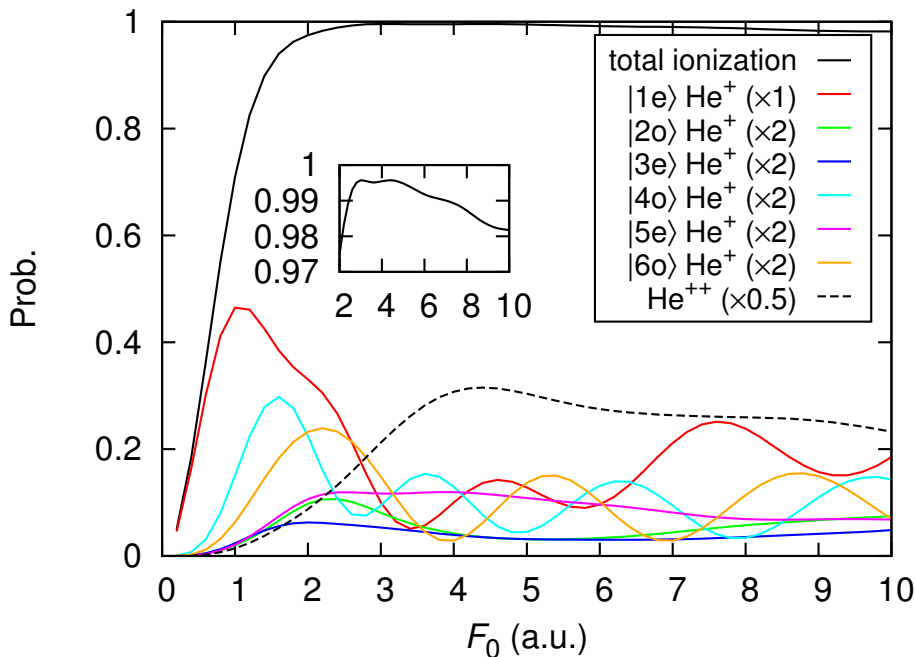 1
0.8
0.6
0.4
0.2
0
Prob.
0 1 2 3 4 5 6 7 8 9 10
F₀ (a.u.)
total ionization
|1e⟩ He⁺ (×1)
|2o⟩ He⁺ (×2)
|3e⟩ He⁺ (×2)
|4o⟩ He⁺ (×2)
|5e⟩ He⁺ (×2)
|6o⟩ He⁺ (×2)
He⁺⁺ (×0.5)
1
0.99
0.98
0.97
2 4 6 8 10